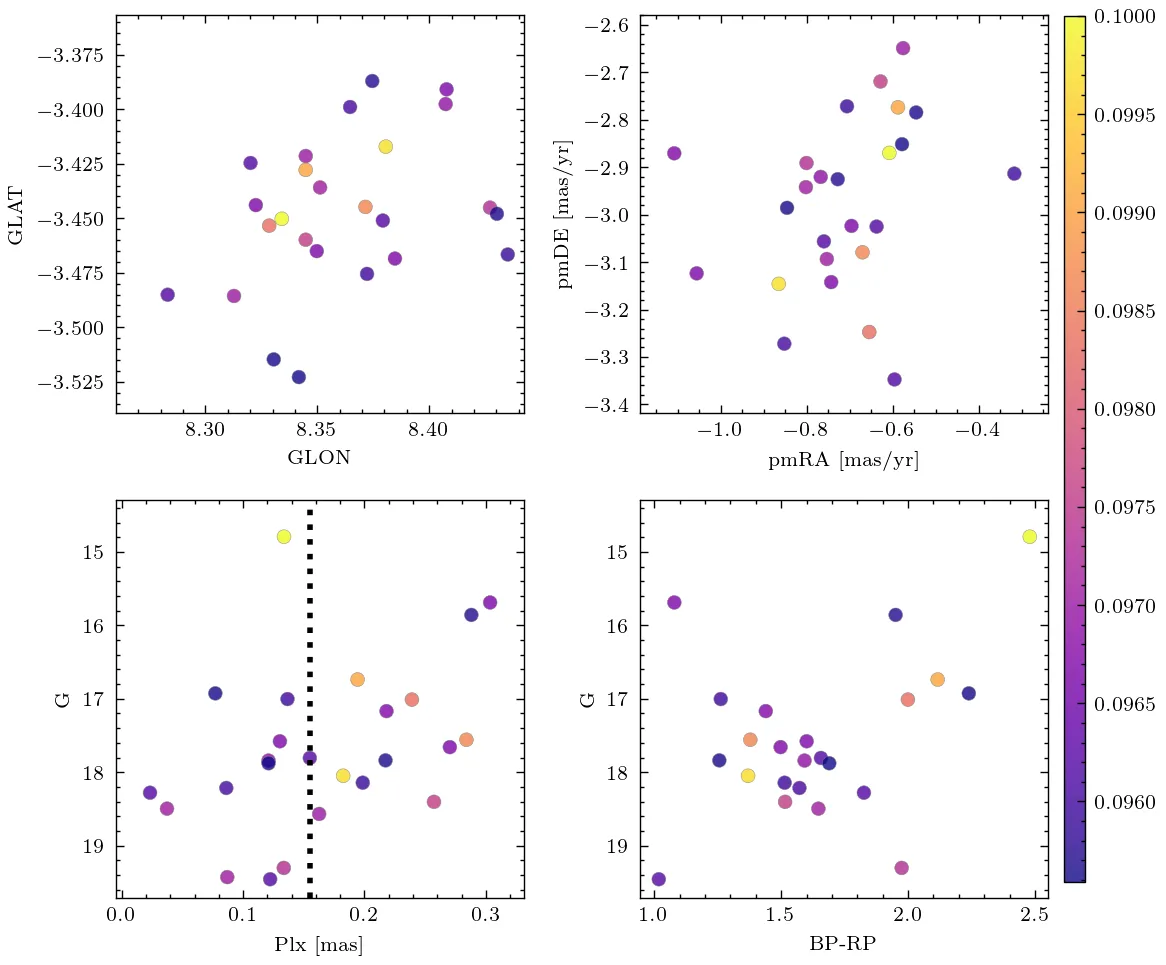 −3.375
−3.400
−3.425
−3.450
−3.475
−3.500
−3.525
GLAT
8.30 8.35 8.40
GLON
−2.6
−2.7
−2.8
−2.9
−3.0
−3.1
−3.2
−3.3
−3.4
pmDE [mas/yr]
−1.0 −0.8 −0.6 −0.4
pmRA [mas/yr]
15
16
17
18
19
G
0.0 0.1 0.2 0.3
Plx [mas]
15
16
17
18
19
G
1.0 1.5 2.0 2.5
BP-RP
0.1000
0.0995
0.0990
0.0985
0.0980
0.0975
0.0970
0.0965
0.0960